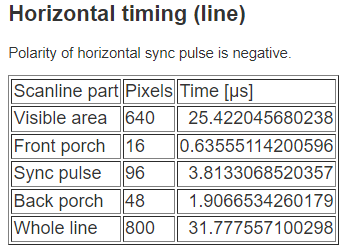 Horizontal timing (line)
Polarity of horizontal sync pulse is negative.
Scanline part Pixels Time [µs]
Visible area 640 25.422045680238
Front porch 16 0.63555114200596
Sync pulse 96 3.8133068520357
Back porch 48 1.9066534260179
Whole line 800 31.777557100298